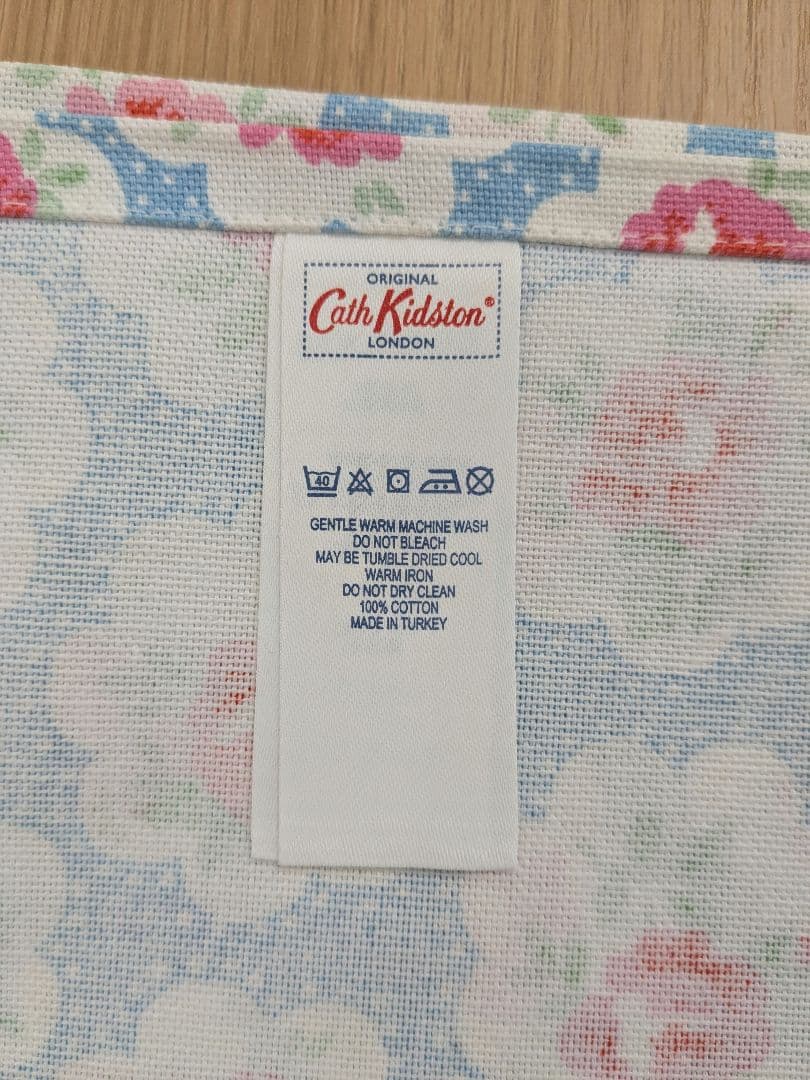 ORIGINAL
Cath Kidston®
LONDON
40
GENTLE WARM MACHINE WASH
DO NOT BLEACH
MAY BE TUMBLE DRIED COOL
WARM IRON
DO NOT DRY CLEAN
100% COTTON
MADE IN TURKEY